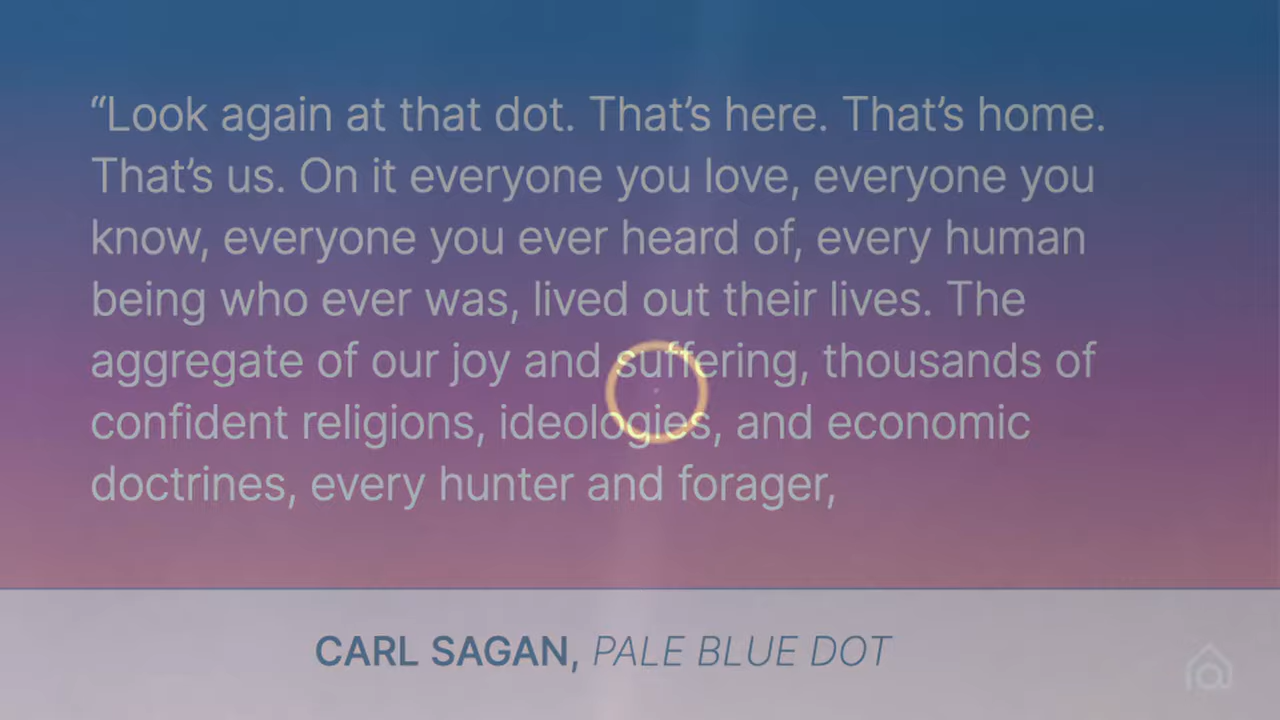 “Look again at that dot. That’s here. That’s home.
That’s us. On it everyone you love, everyone you
know, everyone you ever heard of, every human
being who ever was, lived out their lives. The
aggregate of our joy and suffering, thousands of
confident religions, ideologies, and economic
doctrines, every hunter and forager,
CARL SAGAN, PALE BLUE DOT